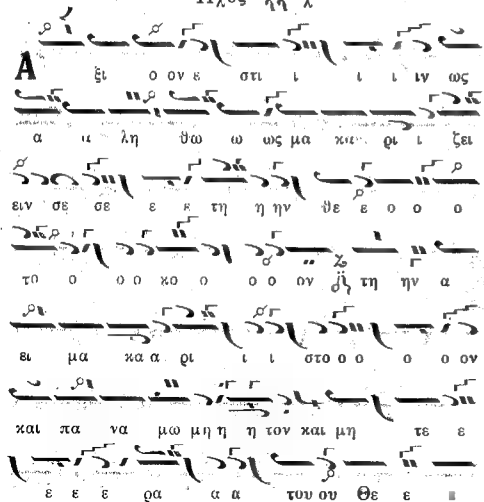 Α ξι ο ον ε στι ι ι ι ιν ως
α α λη θω ω ως μα κα ρι ι ζει
ειν σε σε ε ε τη η ην θε ε ο ο ο
το ο ο ο κο ο ο ο ον τη ην α
ει μα κα α ρι ι ι στο ο ο ο ο ον
και πα να μω μη η η τον και μη τε ε
ε ε ε ρα α α του ου Θε ε